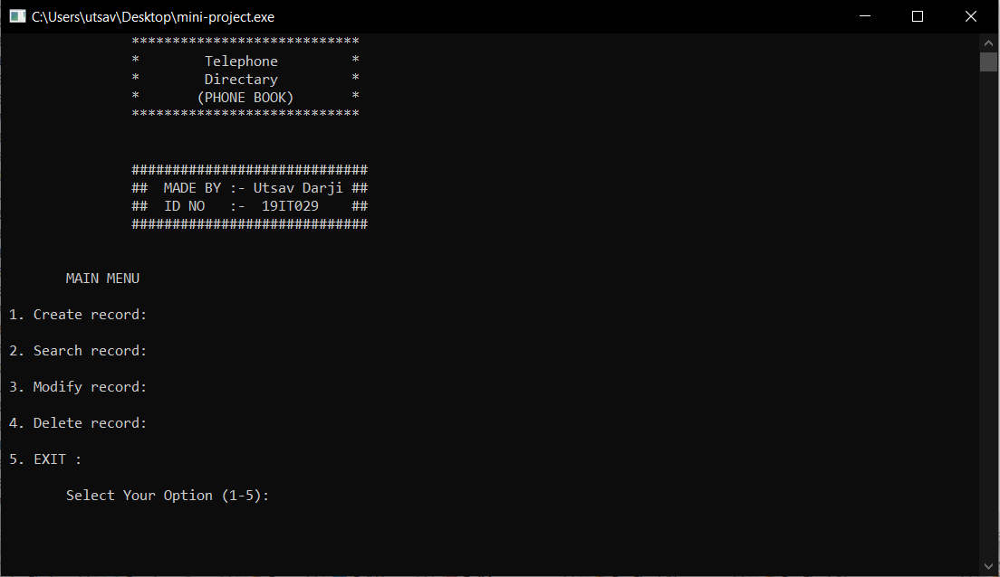 C:\Users\utsav\Desktop\mini-project.exe
****************************
*        Telephone         *
*        Directary         *
*       (PHONE BOOK)       *
****************************
#############################
##  MADE BY :- Utsav Darji ##
##  ID NO   :-  19IT029    ##
#############################
MAIN MENU
1. Create record:
2. Search record:
3. Modify record:
4. Delete record:
5. EXIT :
Select Your Option (1-5):